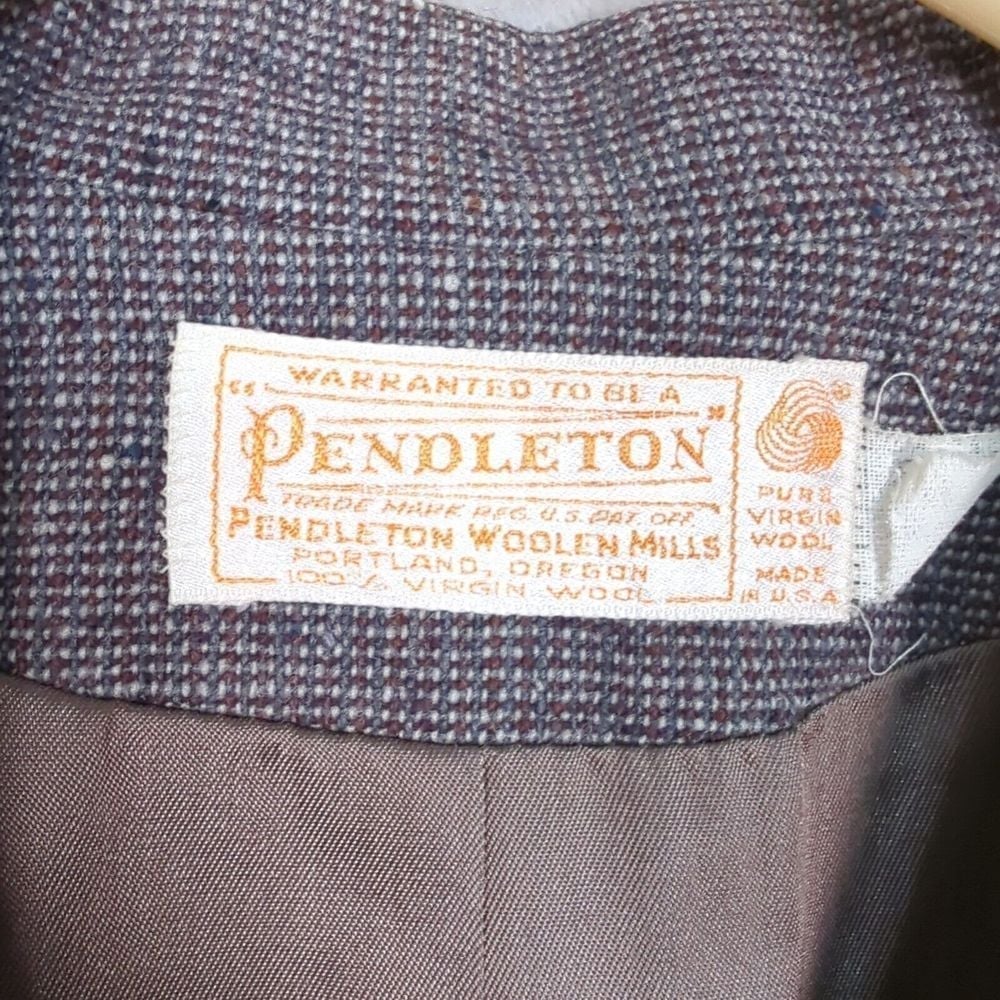 WARRANTED TO BE A
"PENDLETON"
TRADE MARK REG. U.S. PAT. OFF.
PENDLETON WOOLEN MILLS
PORTLAND, OREGON
100% VIRGIN WOOL
®
PURE
VIRGIN
WOOL
MADE
IN U.S.A